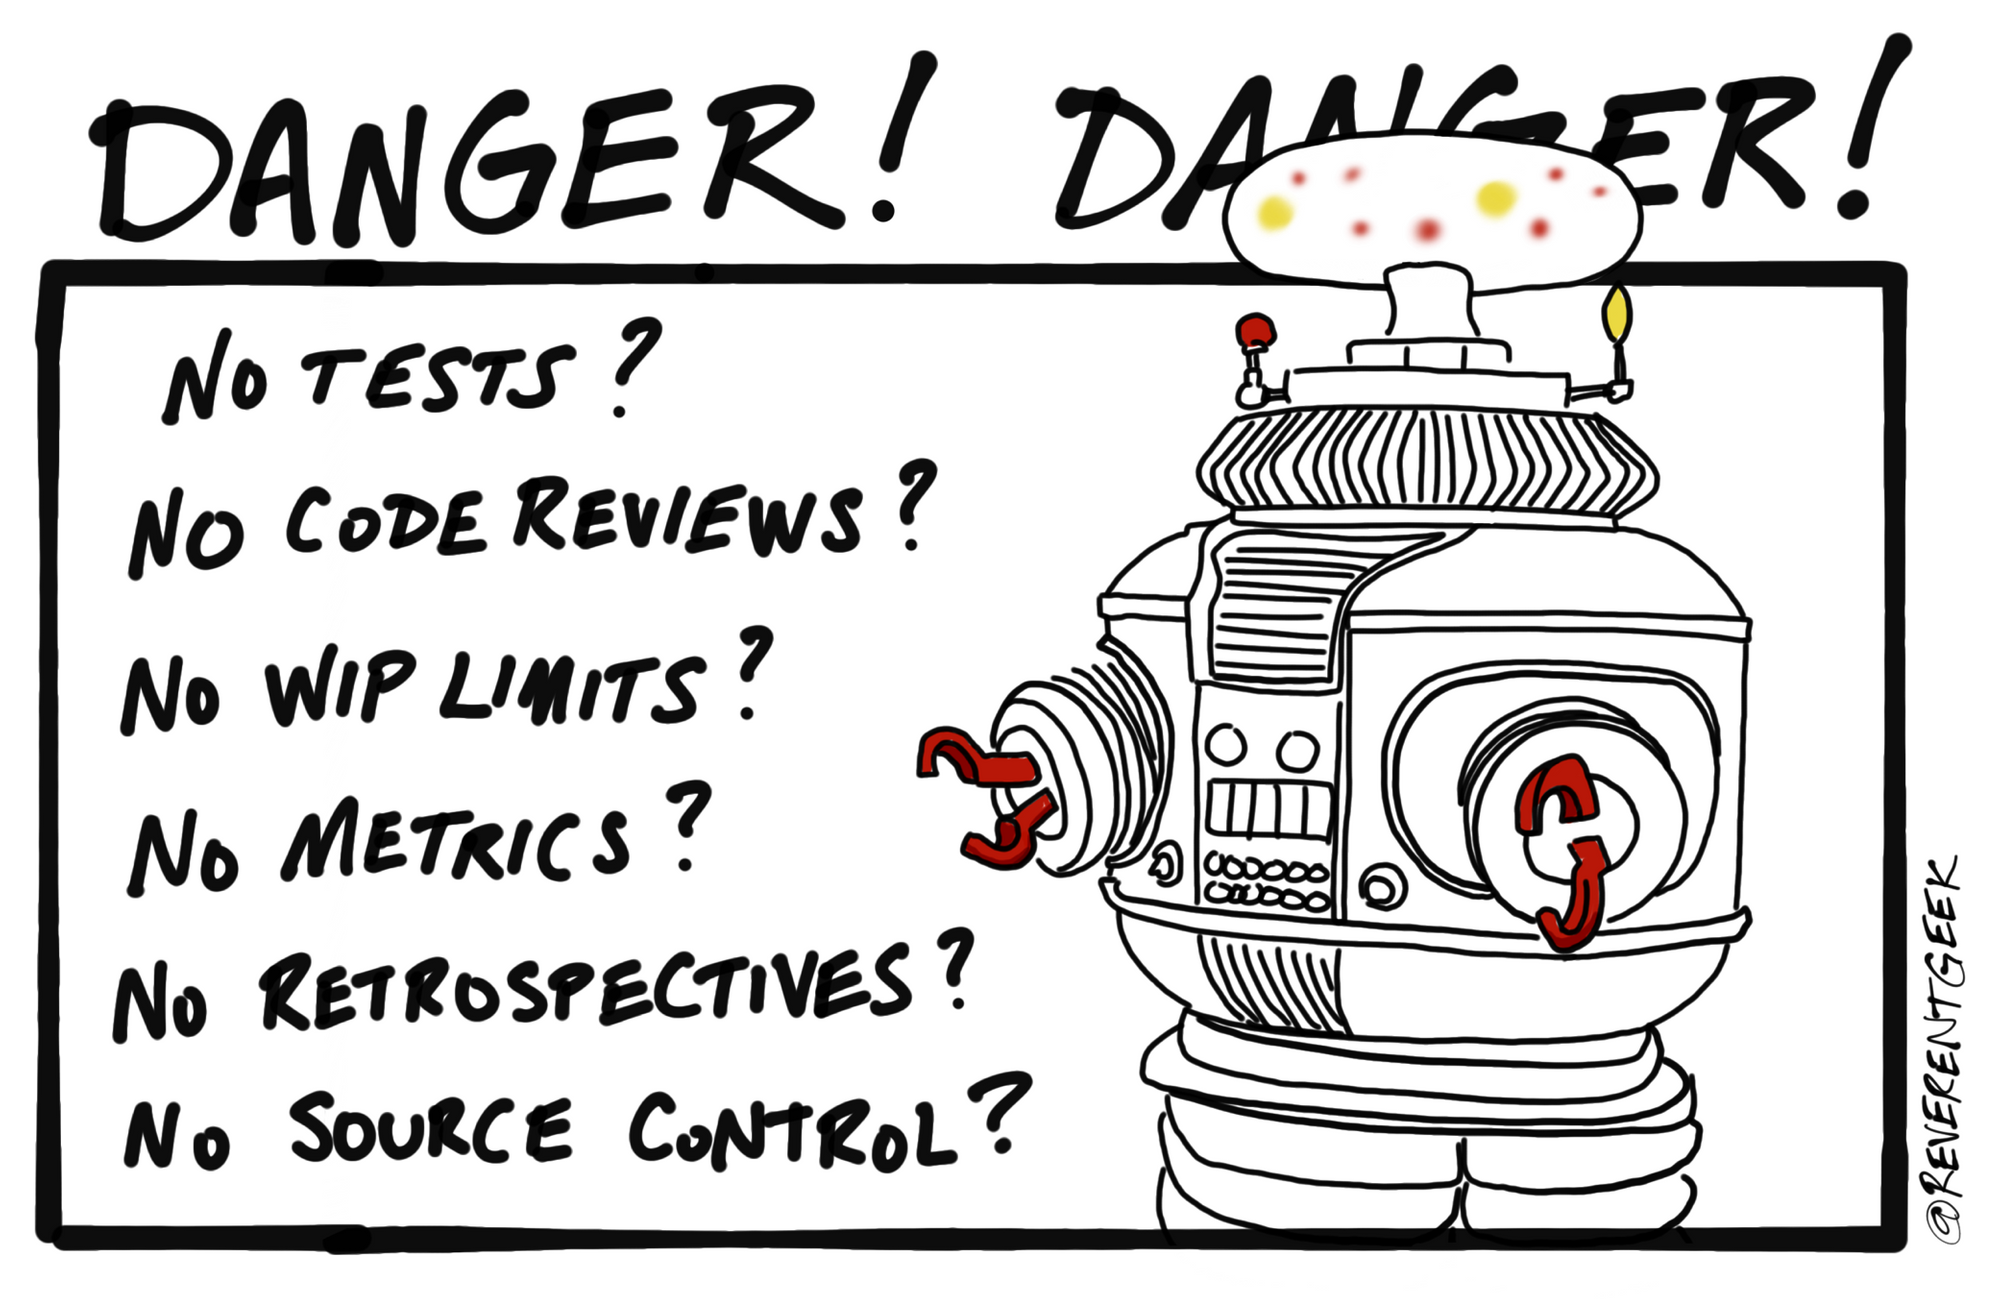 DANGER! DANGER!
NO TESTS?
NO CODE REVIEWS?
NO WIP LIMITS?
NO METRICS?
NO RETROSPECTIVES?
NO SOURCE CONTROL?
@REVERENTGEEK